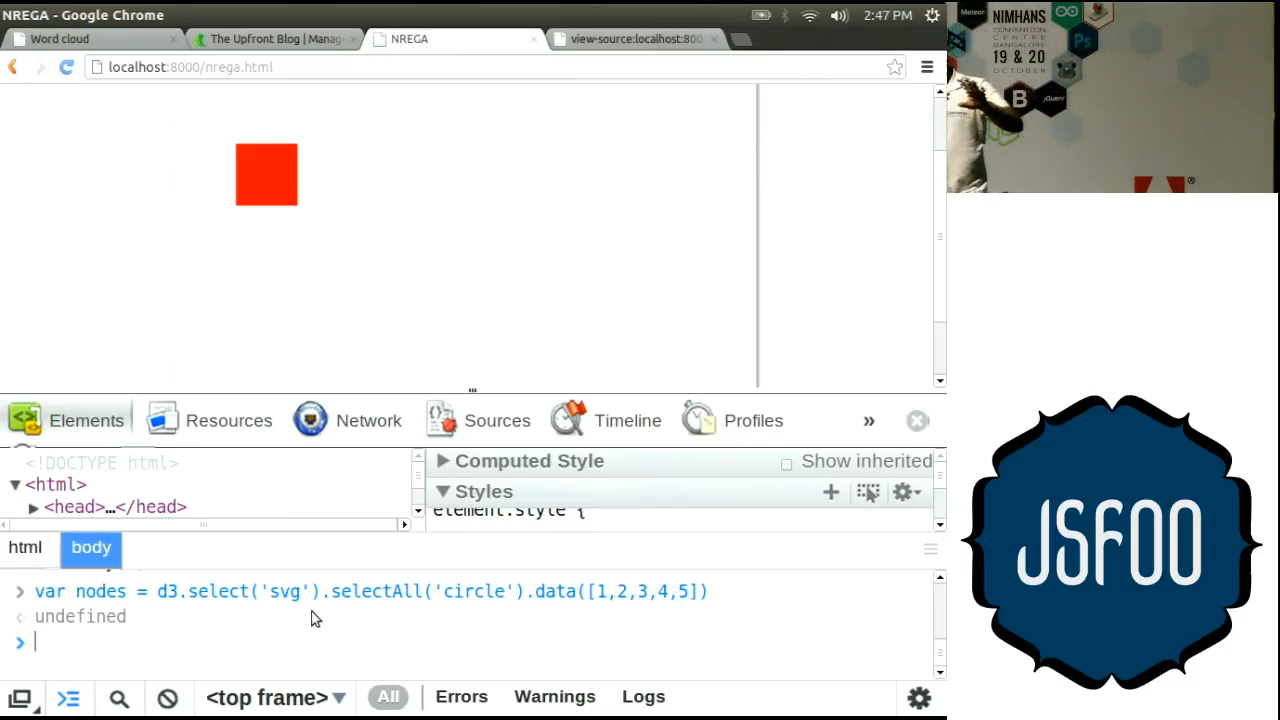 NREGA - Google Chrome
2:47 PM
Word cloud
The Upfront Blog | Manag
NREGA
view-source:localhost:800
localhost:8000/nrega.html
Elements
Resources
Network
Sources
Timeline
Profiles
»
<!DOCTYPE html>
<html>
<head>…</head>
Computed Style
Show inherited
Styles
element.style {
html
body
> var nodes = d3.select('svg').selectAll('circle').data([1,2,3,4,5])
undefined
>
<top frame>
All
Errors
Warnings
Logs
Meteor
NIMHANS
CONVENTION
CENTRE
BANGALORE
19 & 20
OCTOBER
Ps
B
jQuery
®
JSFOO